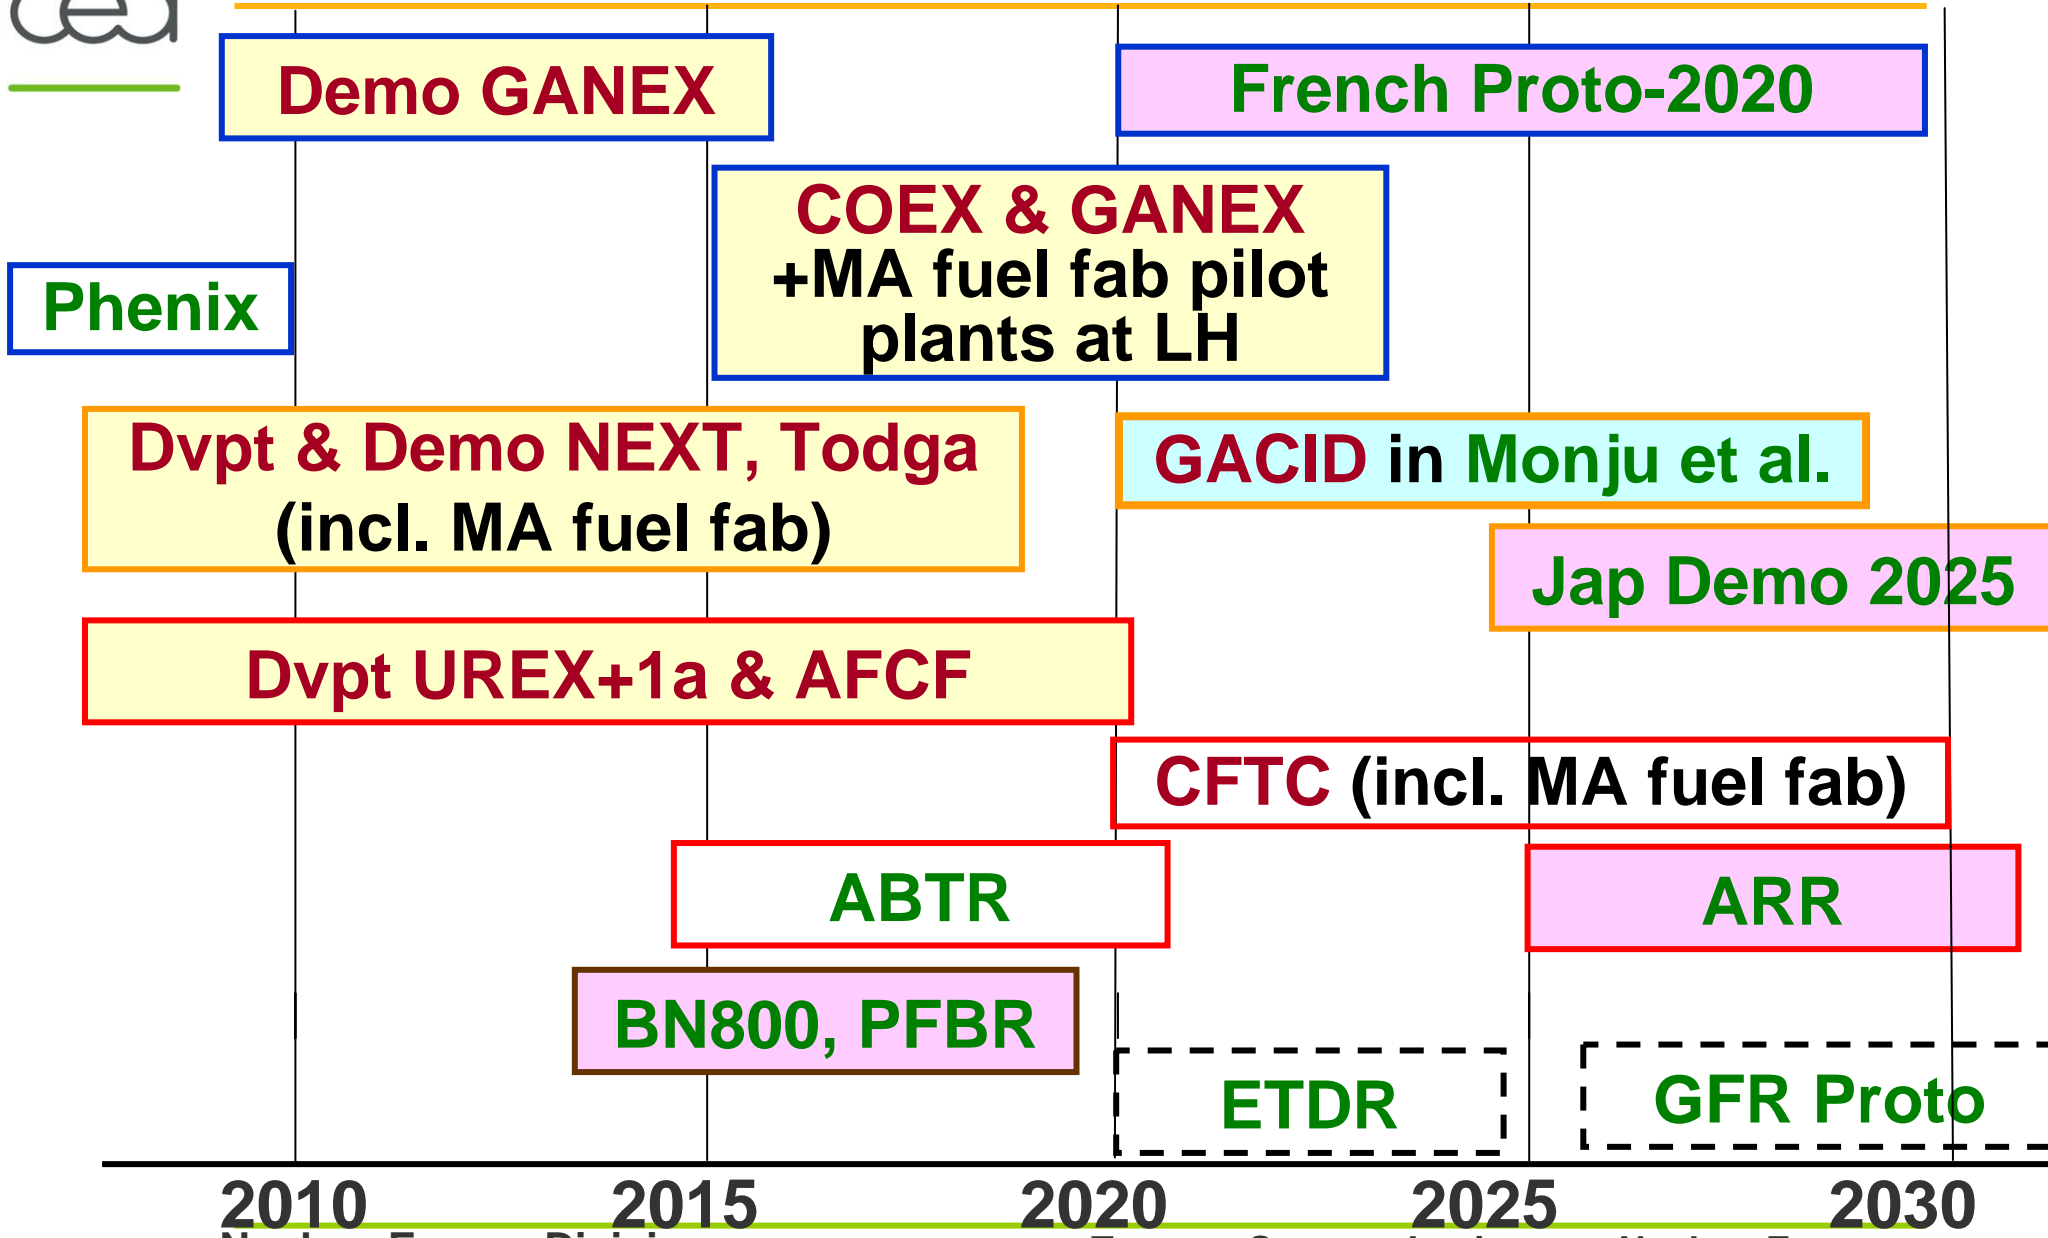 cea
Demo GANEX
French Proto-2020
COEX & GANEX
+MA fuel fab pilot
plants at LH
Phenix
Dvpt & Demo NEXT, Todga
(incl. MA fuel fab)
GACID in Monju et al.
Jap Demo 2025
Dvpt UREX+1a & AFCF
CFTC (incl. MA fuel fab)
ABTR
ARR
BN800, PFBR
ETDR
GFR Proto
2010 2015 2020 2025 2030